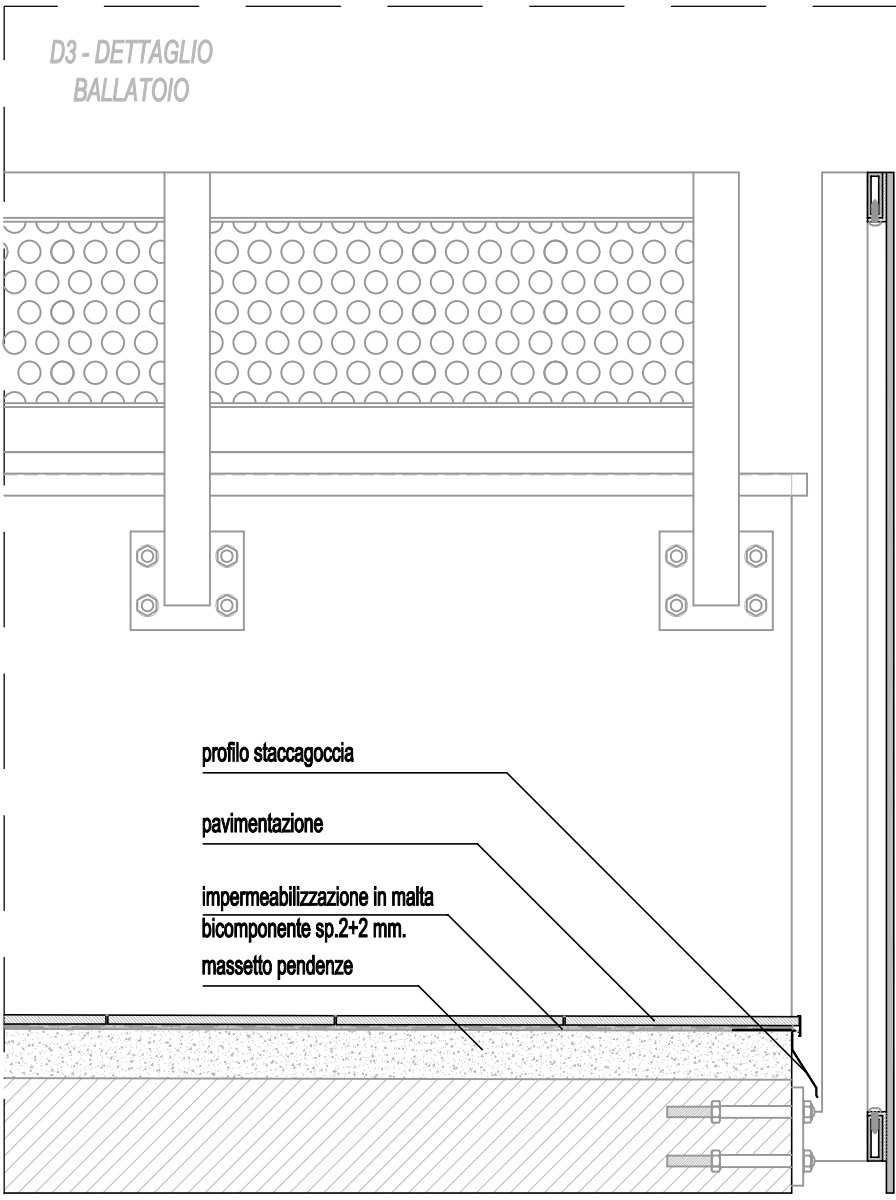 D3 - DETTAGLIO
BALLATOIO
profilo staccagoccia
pavimentazione
impermeabilizzazione in malta
bicomponente sp.2+2 mm.
massetto pendenze